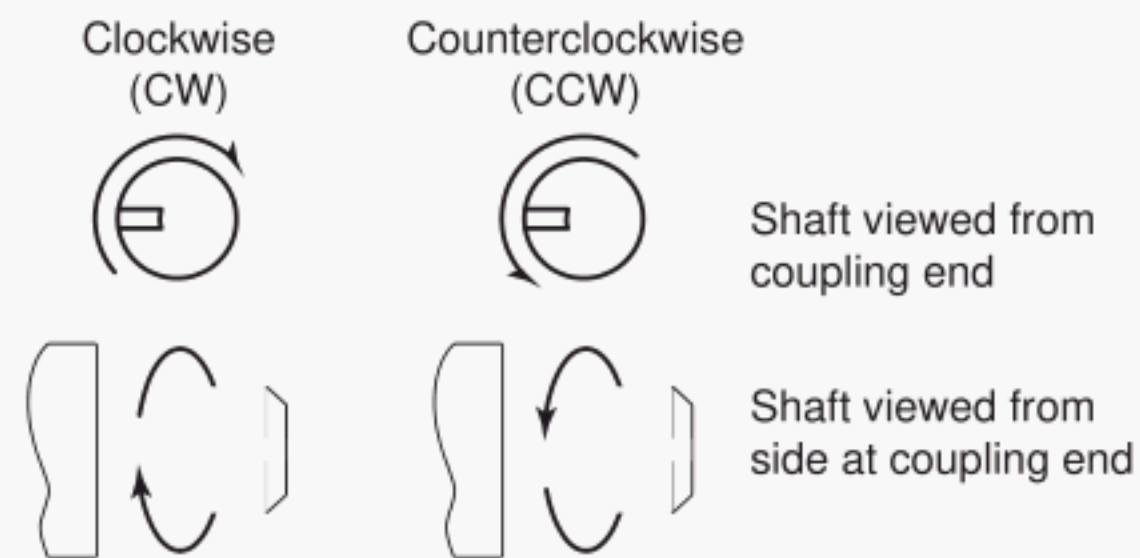 Clockwise
(CW)
Counterclockwise
(CCW)
Shaft viewed from
coupling end
Shaft viewed from
side at coupling end